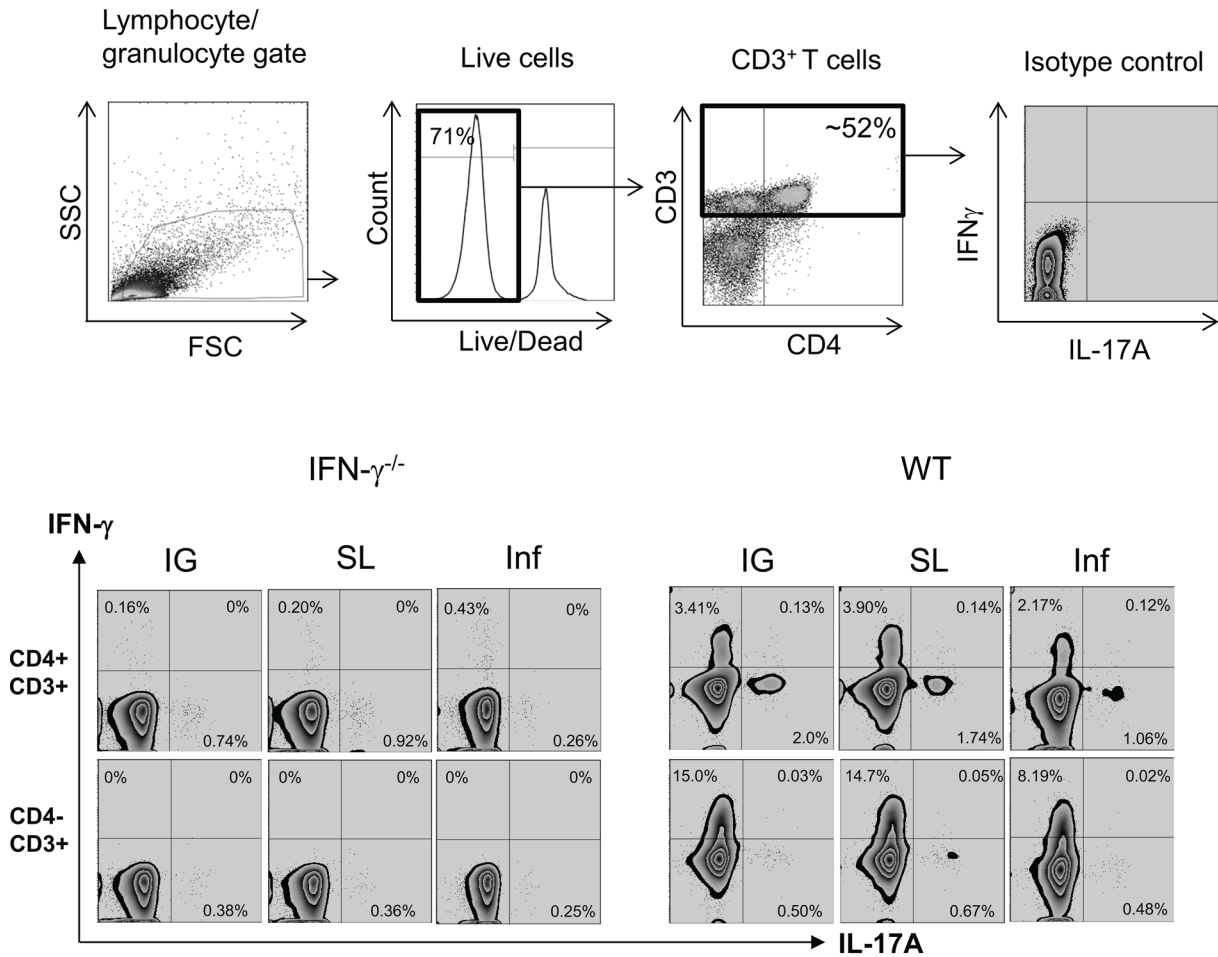 Lymphocyte/
granulocyte gate
Live cells
CD3+ T cells
Isotype control
71%
~52%
SSC
Count
CD3
IFNγ
FSC
Live/Dead
CD4
IL-17A
IFN-γ-/-
WT
IFN-γ
IG
SL
Inf
IG
SL
Inf
CD4+
CD3+
0.16%
0%
0.20%
0%
0.43%
0%
3.41%
0.13%
3.90%
0.14%
2.17%
0.12%
0.74%
0.92%
0.26%
2.0%
1.74%
1.06%
CD4-
CD3+
0%
0%
0%
0%
0%
0%
15.0%
0.03%
14.7%
0.05%
8.19%
0.02%
0.38%
0.36%
0.25%
0.50%
0.67%
0.48%
IL-17A